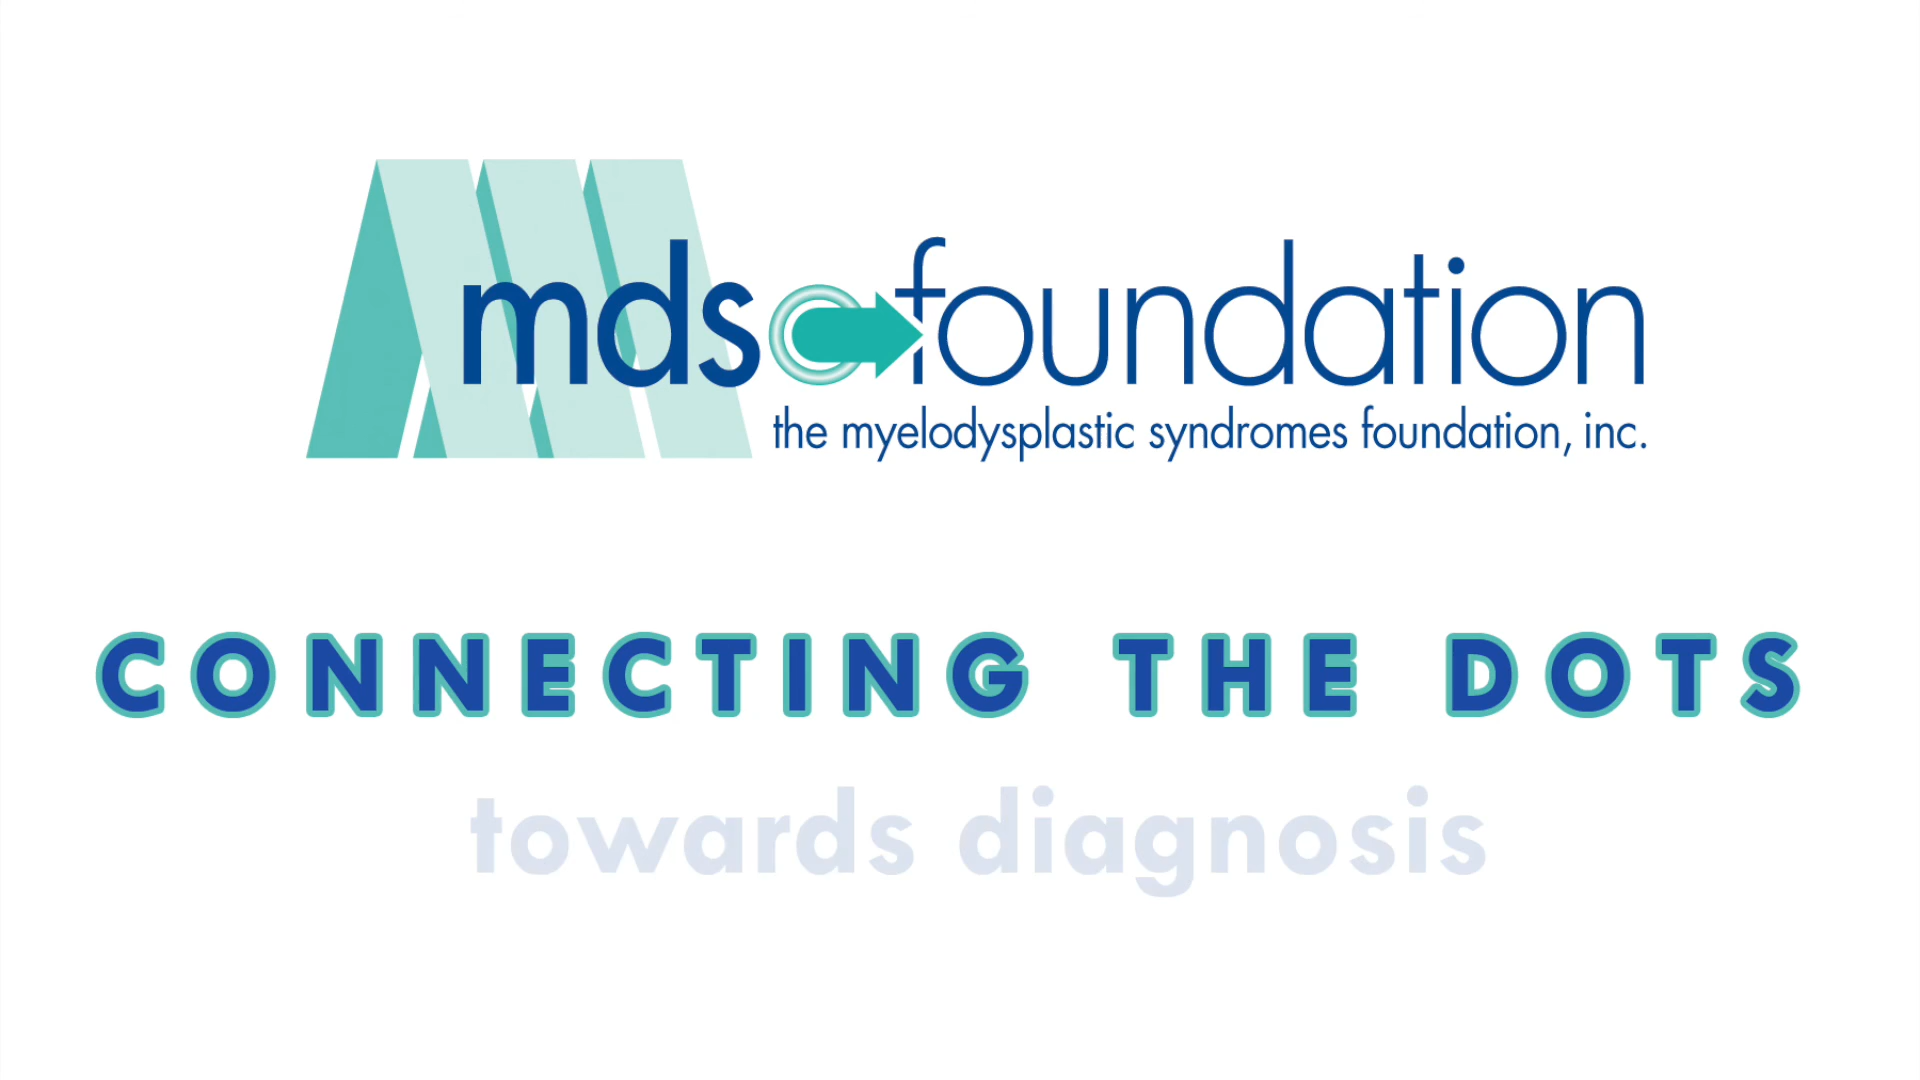 mds foundation
the myelodysplastic syndromes foundation, inc.
CONNECTING THE DOTS
towards diagnosis